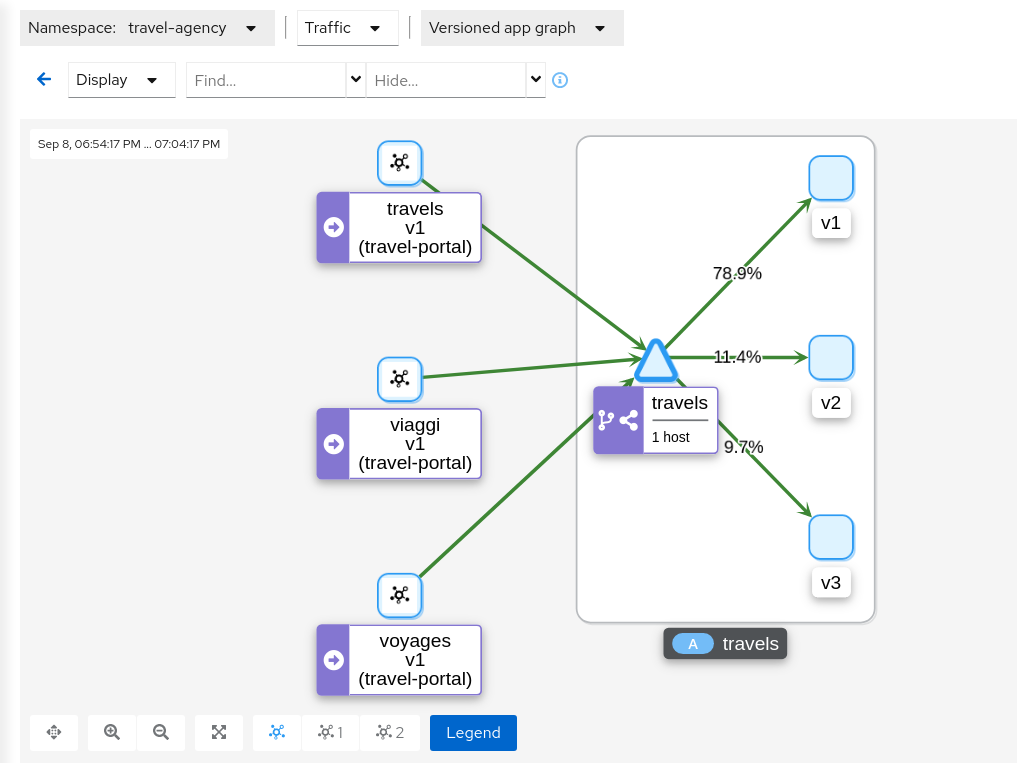 Namespace: travel-agency
Traffic
Versioned app graph
Display
Find...
Hide...
Sep 8, 06:54:17 PM ... 07:04:17 PM
travels
v1
(travel-portal)
v1
78.9%
11.4%
travels
1 host
v2
viaggi
v1
(travel-portal)
9.7%
v3
voyages
v1
(travel-portal)
A travels
1
2
Legend